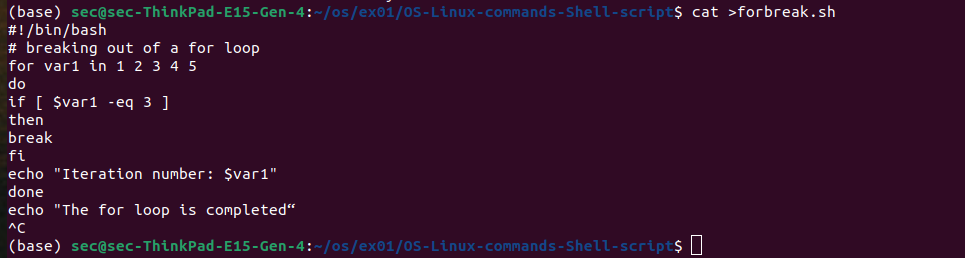 (base) sec@sec-ThinkPad-E15-Gen-4:~/os/ex01/OS-Linux-commands-Shell-script$ cat >forbreak.sh
#!/bin/bash
# breaking out of a for loop
for var1 in 1 2 3 4 5
do
if [ $var1 -eq 3 ]
then
break
fi
echo "Iteration number: $var1"
done
echo "The for loop is completed“
^C
(base) sec@sec-ThinkPad-E15-Gen-4:~/os/ex01/OS-Linux-commands-Shell-script$